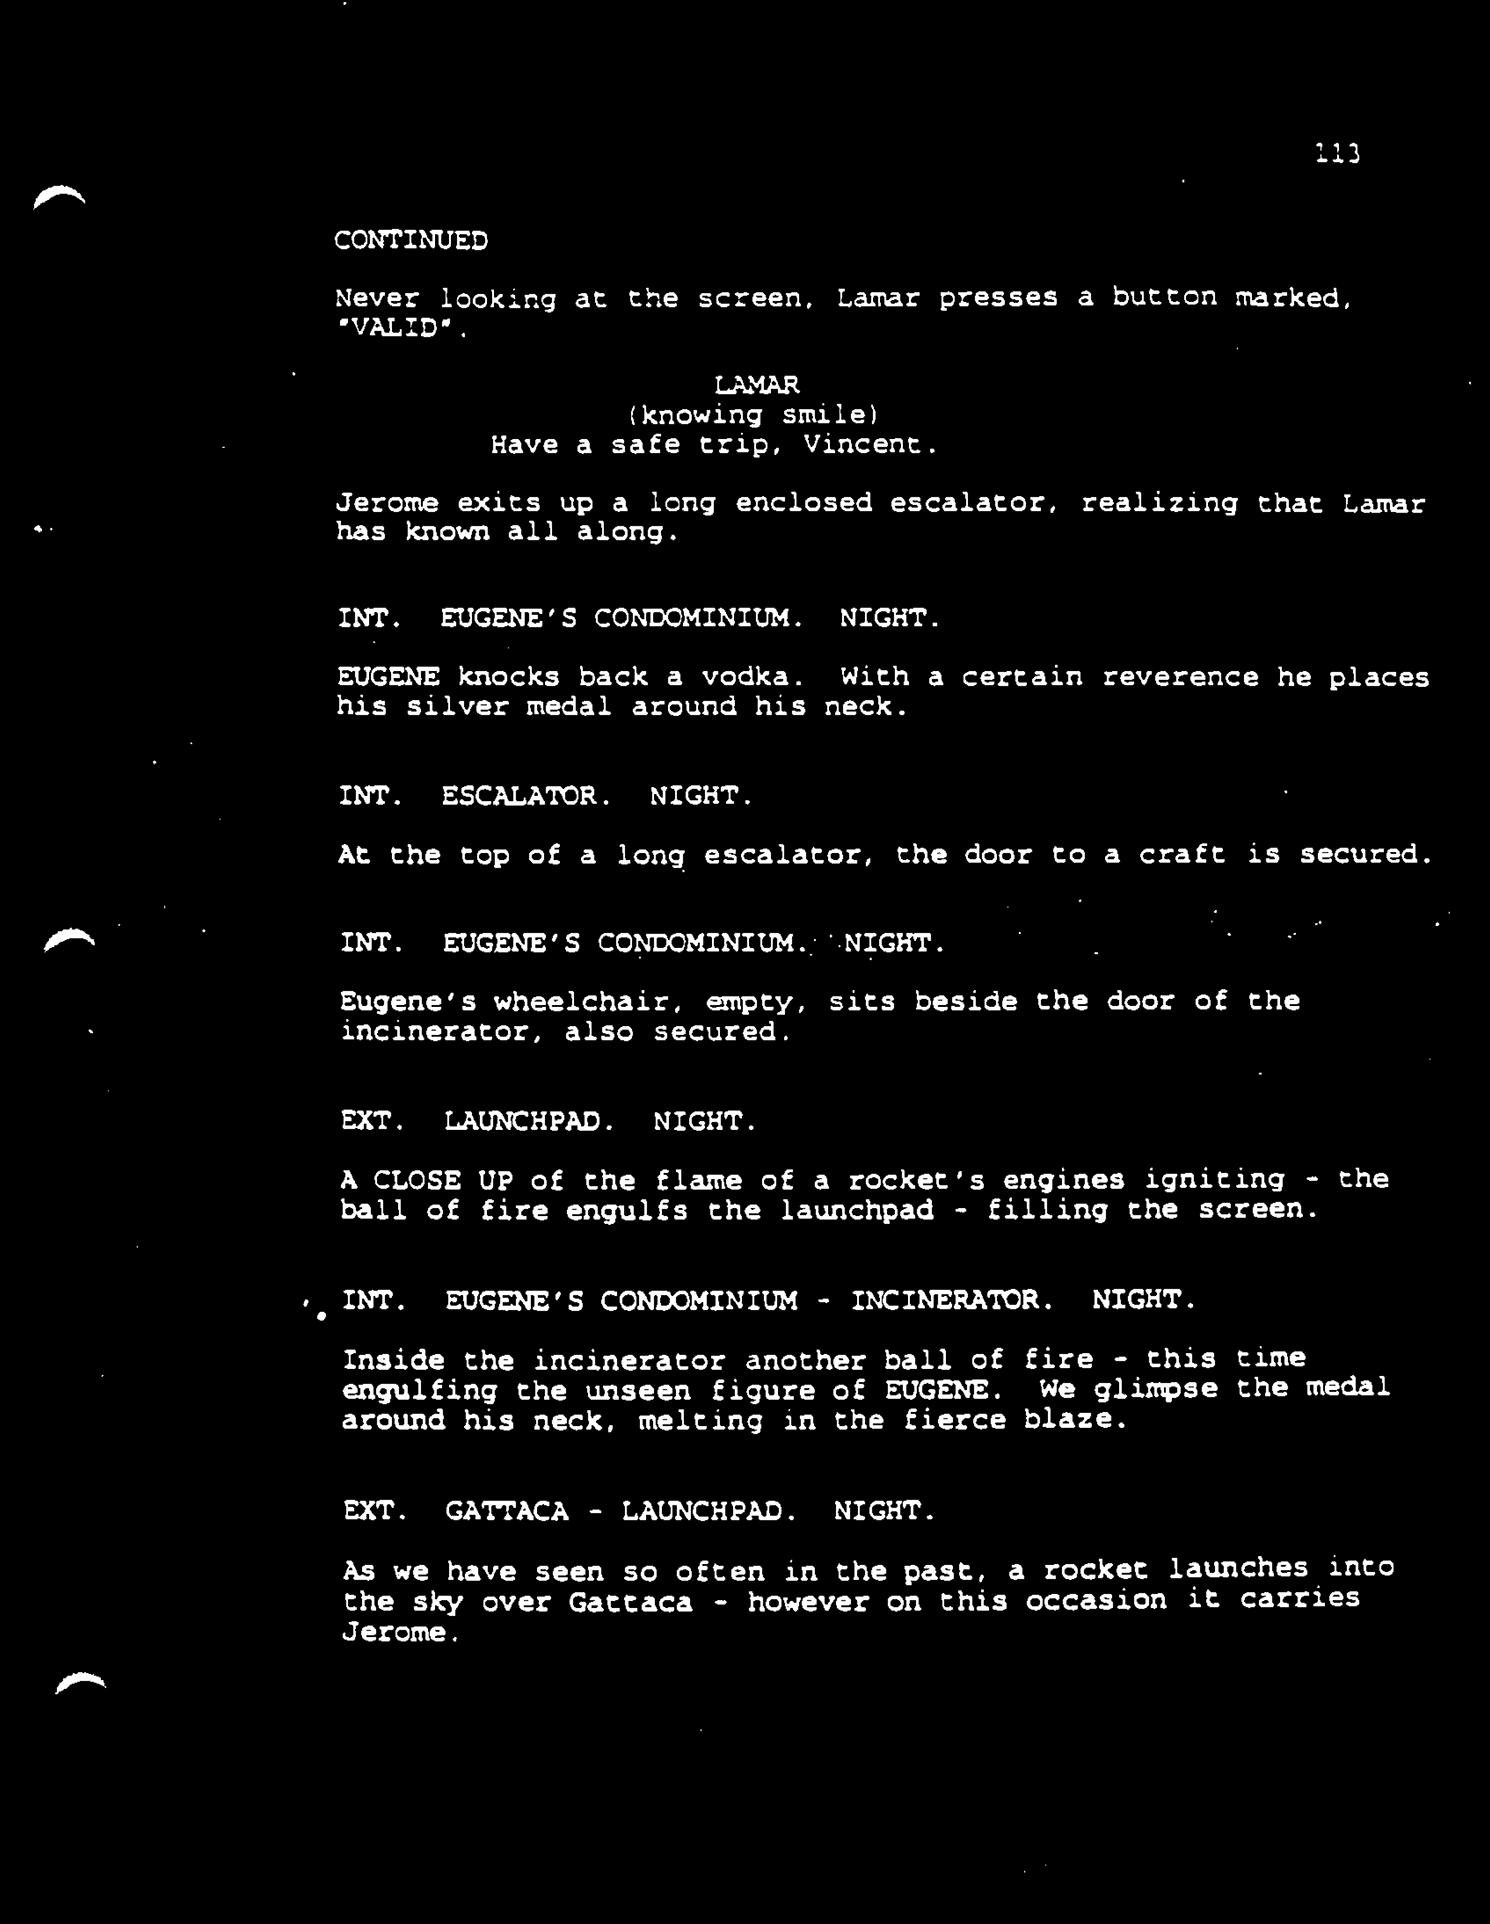 113
CONTINUED
Never looking at the screen, Lamar presses a button marked,
"VALID".
LAMAR
(knowing smile)
Have a safe trip, Vincent.
Jerome exits up a long enclosed escalator, realizing that Lamar
has known all along.
INT. EUGENE'S CONDOMINIUM. NIGHT.
EUGENE knocks back a vodka. With a certain reverence he places
his silver medal around his neck.
INT. ESCALATOR. NIGHT.
At the top of a long escalator, the door to a craft is secured.
INT. EUGENE'S CONDOMINIUM. NIGHT.
Eugene's wheelchair, empty, sits beside the door of the
incinerator, also secured.
EXT. LAUNCHPAD. NIGHT.
A CLOSE UP of the flame of a rocket's engines igniting - the
ball of fire engulfs the launchpad - filling the screen.
INT. EUGENE'S CONDOMINIUM - INCINERATOR. NIGHT.
Inside the incinerator another ball of fire - this time
engulfing the unseen figure of EUGENE. We glimpse the medal
around his neck, melting in the fierce blaze.
EXT. GATTACA - LAUNCHPAD. NIGHT.
As we have seen so often in the past, a rocket launches into
the sky over Gattaca - however on this occasion it carries
Jerome.